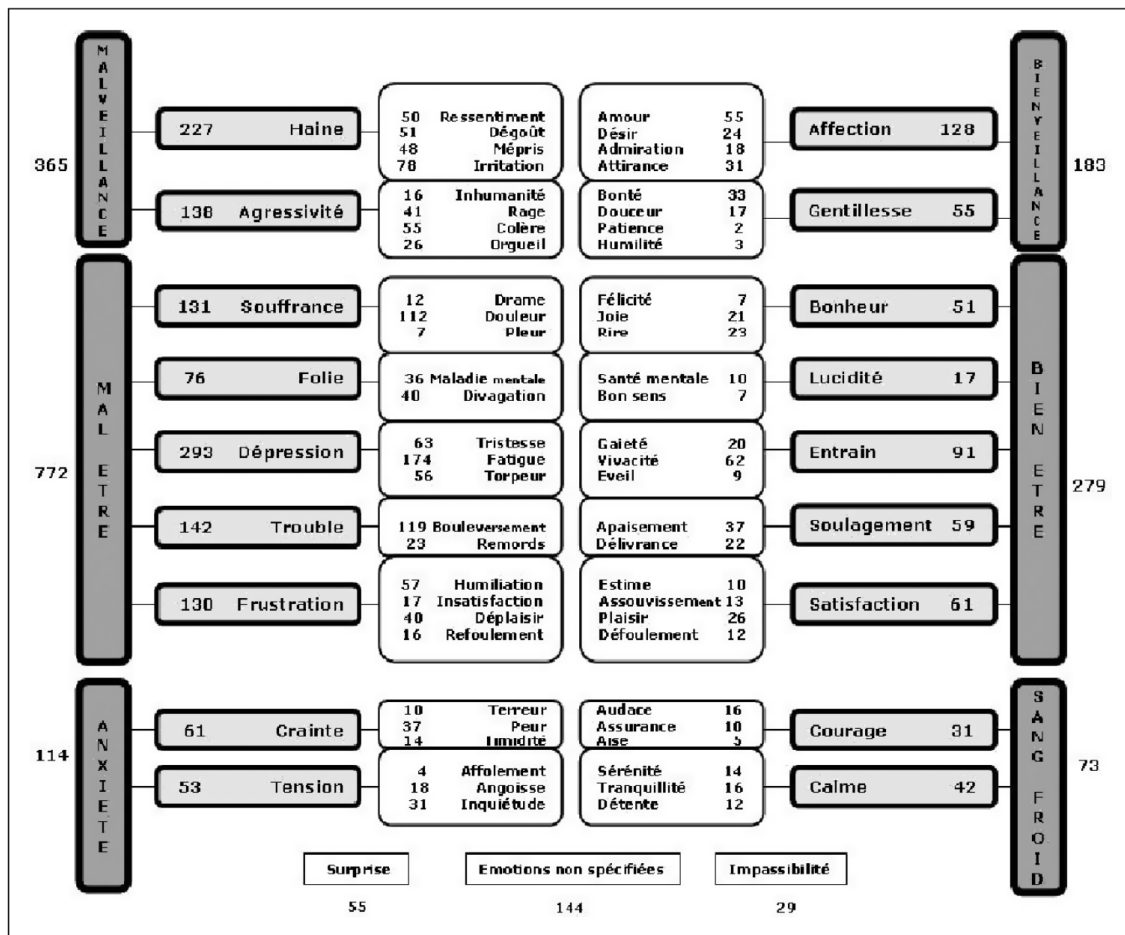 MALVEILLANCE
365
227 Haine
50 Ressentiment
51 Dégoût
48 Mépris
78 Irritation
138 Agressivité
16 Inhumanité
41 Rage
55 Colère
26 Orgueil
Amour 55
Désir 24
Admiration 18
Attirance 31
Affection 128
Bonté 33
Douceur 17
Patience 2
Humilité 3
Gentillesse 55
BIENVEILLANCE
183
MAL ETRE
772
131 Souffrance
12 Drame
112 Douleur
7 Pleur
76 Folie
36 Maladie mentale
40 Divagation
293 Dépression
63 Tristesse
174 Fatigue
56 Torpeur
142 Trouble
119 Bouleversement
23 Remords
130 Frustration
57 Humiliation
17 Insatisfaction
40 Déplaisir
16 Refoulement
Félicité 7
Joie 21
Rire 23
Bonheur 51
Santé mentale 10
Bon sens 7
Lucidité 17
Gaieté 20
Vivacité 62
Eveil 9
Entrain 91
Apaisement 37
Délivrance 22
Soulagement 59
Estime 10
Assouvissement 13
Plaisir 26
Défoulement 12
Satisfaction 61
BIEN ETRE
279
ANXIETE
114
61 Crainte
10 Terreur
37 Peur
14 Timidité
53 Tension
4 Affolement
18 Angoisse
31 Inquiétude
Audace 16
Assurance 10
Aise 5
Courage 31
Sérénité 14
Tranquillité 16
Détente 12
Calme 42
SANG FROID
73
Surprise
55
Emotions non spécifiées
144
Impassibilité
29